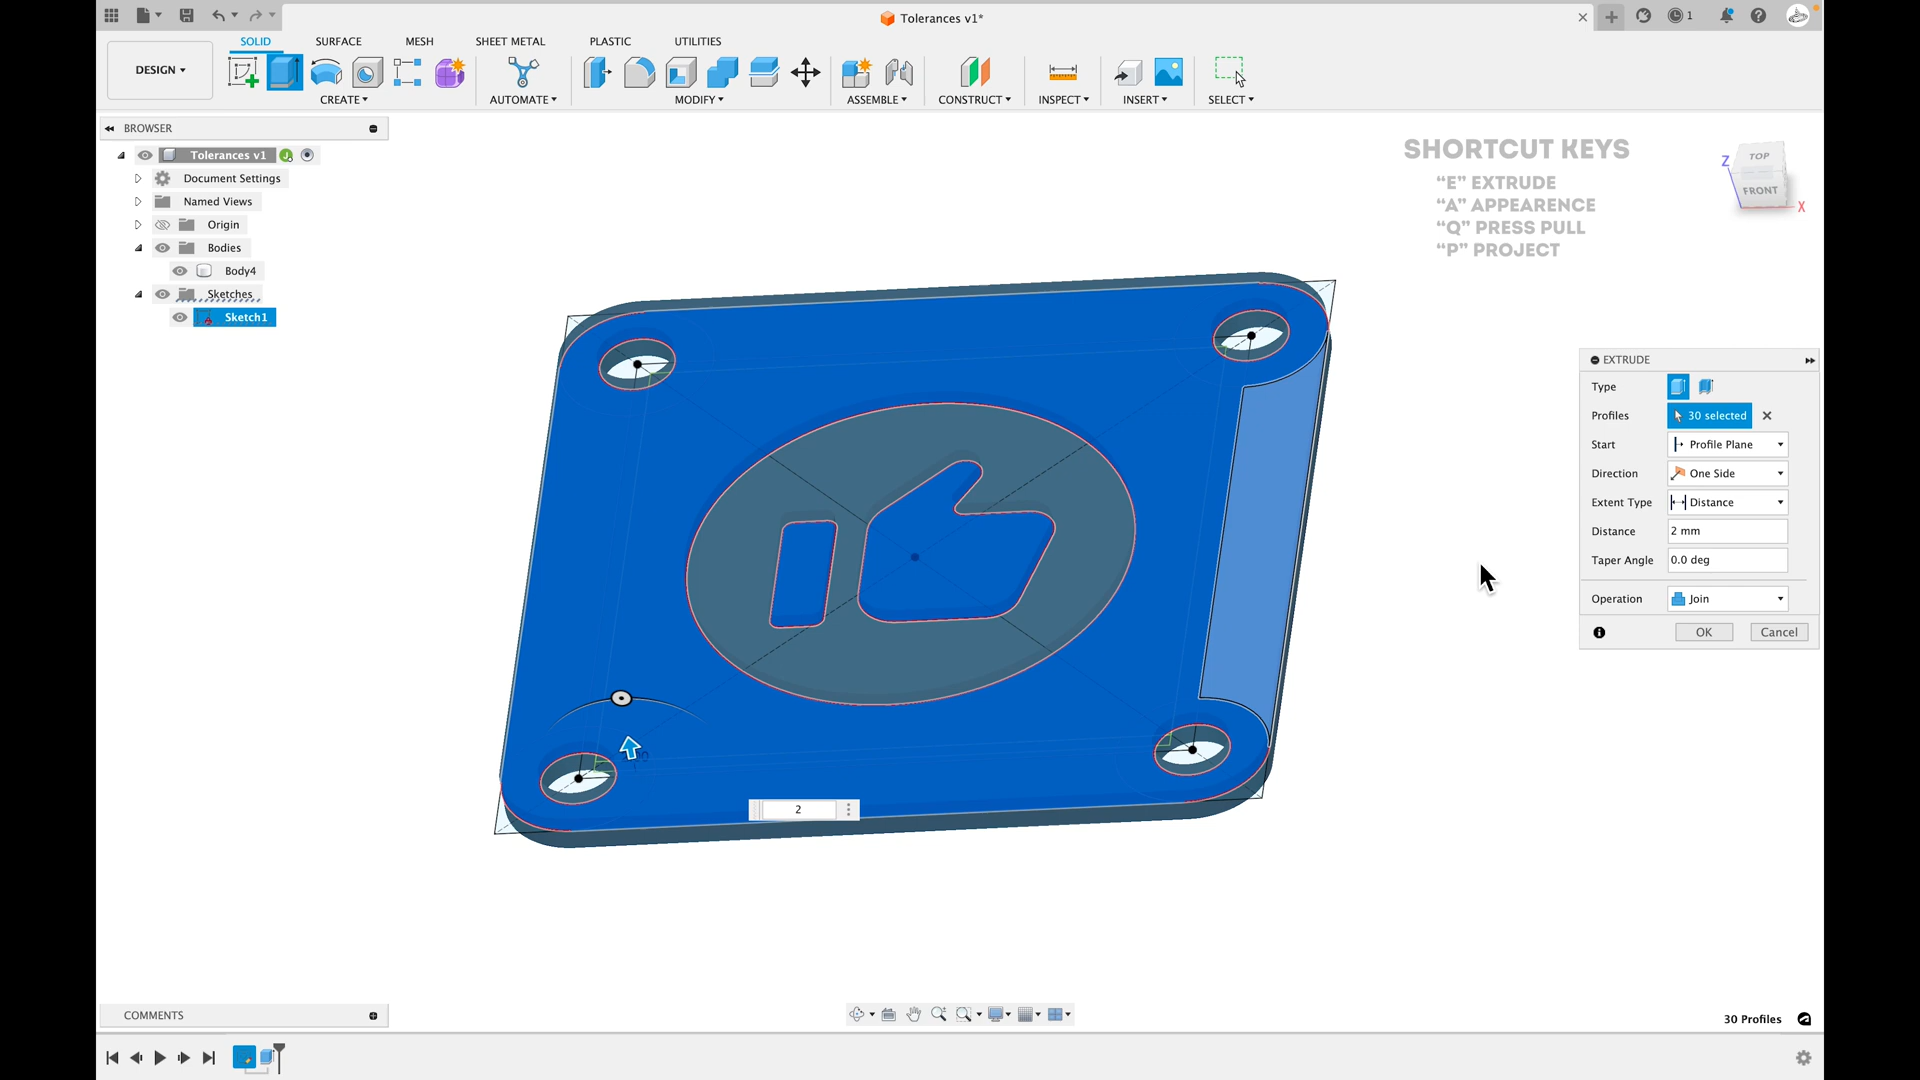 Tolerances v1*
1
SOLID
SURFACE
MESH
SHEET METAL
PLASTIC
UTILITIES
DESIGN
CREATE
AUTOMATE
MODIFY
ASSEMBLE
CONSTRUCT
INSPECT
INSERT
SELECT
BROWSER
Tolerances v1
Document Settings
Named Views
Origin
Bodies
Body4
Sketches
Sketch1
SHORTCUT KEYS
“E” EXTRUDE
“A” APPEARENCE
“Q” PRESS PULL
“P” PROJECT
TOP
FRONT
Z
X
EXTRUDE
Type
Profiles 30 selected
Start Profile Plane
Direction One Side
Extent Type Distance
Distance 2 mm
Taper Angle 0.0 deg
Operation Join
OK Cancel
2
COMMENTS
30 Profiles